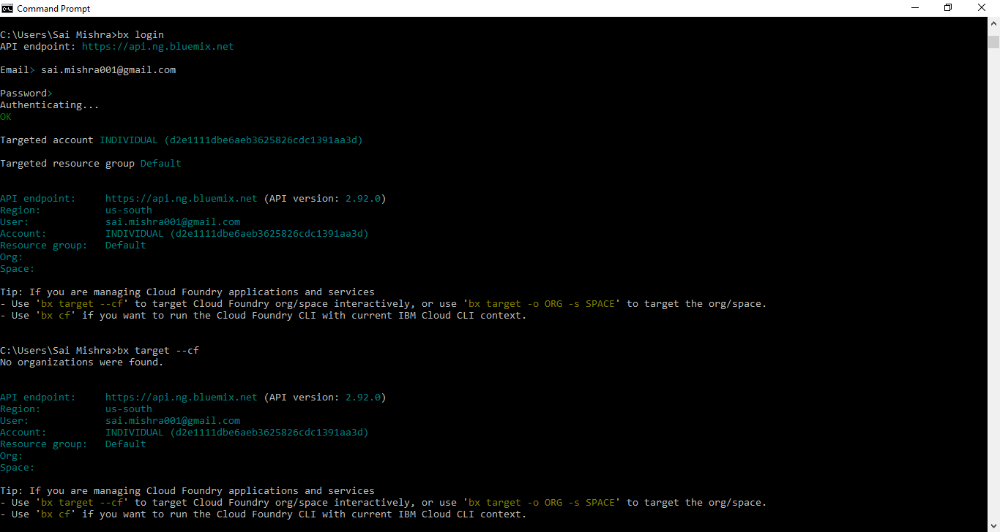 Command Prompt
C:\Users\Sai Mishra>bx login
API endpoint: https://api.ng.bluemix.net
Email> sai.mishra001@gmail.com
Password>
Authenticating...
OK
Targeted account INDIVIDUAL (d2e1111dbe6aeb3625826cdc1391aa3d)
Targeted resource group Default
API endpoint:     https://api.ng.bluemix.net (API version: 2.92.0)
Region:           us-south
User:             sai.mishra001@gmail.com
Account:          INDIVIDUAL (d2e1111dbe6aeb3625826cdc1391aa3d)
Resource group:   Default
Org:
Space:
Tip: If you are managing Cloud Foundry applications and services
- Use 'bx target --cf' to target Cloud Foundry org/space interactively, or use 'bx target -o ORG -s SPACE' to target the org/space.
- Use 'bx cf' if you want to run the Cloud Foundry CLI with current IBM Cloud CLI context.
C:\Users\Sai Mishra>bx target --cf
No organizations were found.
API endpoint:     https://api.ng.bluemix.net (API version: 2.92.0)
Region:           us-south
User:             sai.mishra001@gmail.com
Account:          INDIVIDUAL (d2e1111dbe6aeb3625826cdc1391aa3d)
Resource group:   Default
Org:
Space:
Tip: If you are managing Cloud Foundry applications and services
- Use 'bx target --cf' to target Cloud Foundry org/space interactively, or use 'bx target -o ORG -s SPACE' to target the org/space.
- Use 'bx cf' if you want to run the Cloud Foundry CLI with current IBM Cloud CLI context.